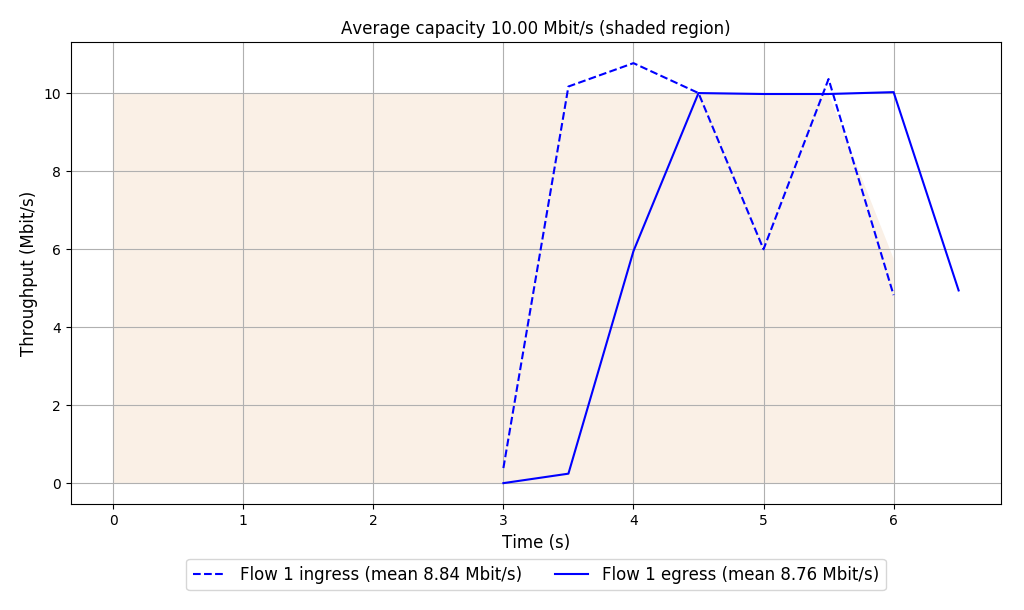 Average capacity 10.00 Mbit/s (shaded region)
Throughput (Mbit/s)
10
8
6
4
2
0
0 1 2 3 4 5 6
Time (s)
Flow 1 ingress (mean 8.84 Mbit/s) Flow 1 egress (mean 8.76 Mbit/s)